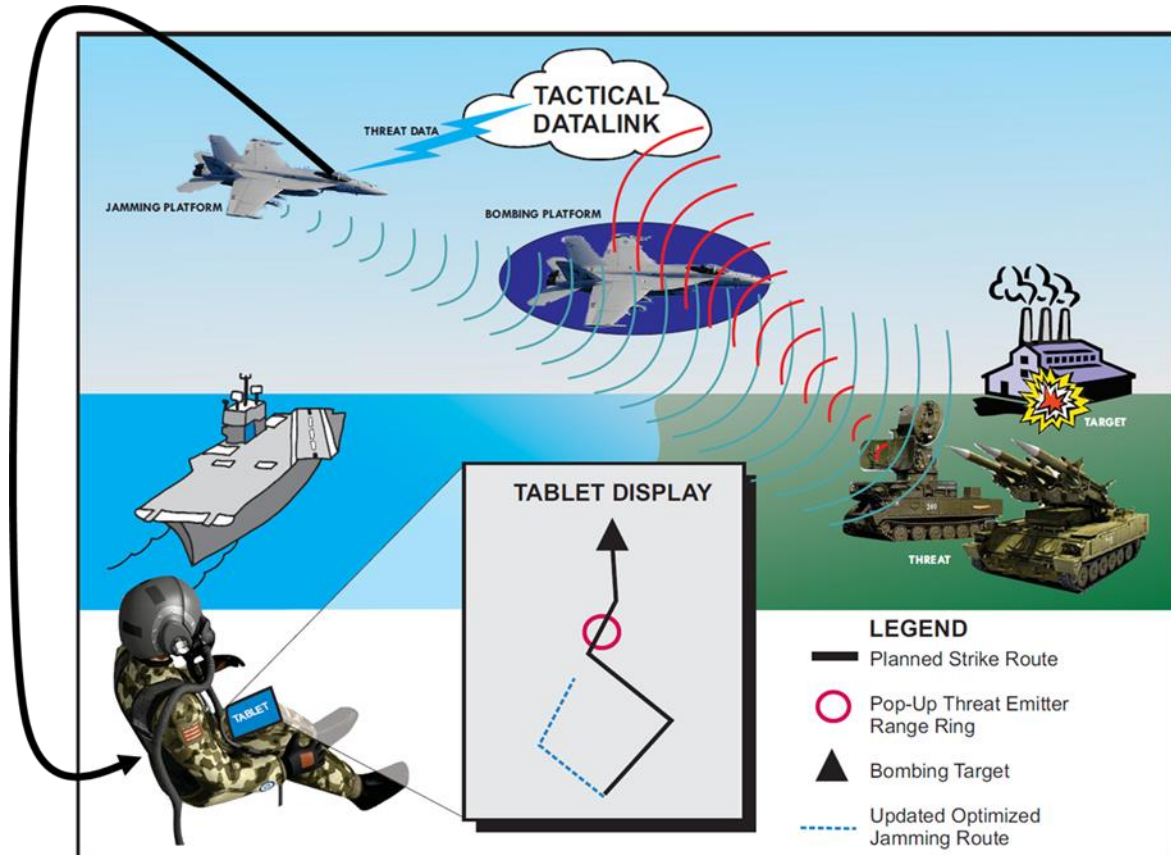 TACTICAL
DATALINK
THREAT DATA
JAMMING PLATFORM
BOMBING PLATFORM
TARGET
240
THREAT
TABLET DISPLAY
TABLET
LEGEND
Planned Strike Route
Pop-Up Threat Emitter
Range Ring
Bombing Target
Updated Optimized
Jamming Route